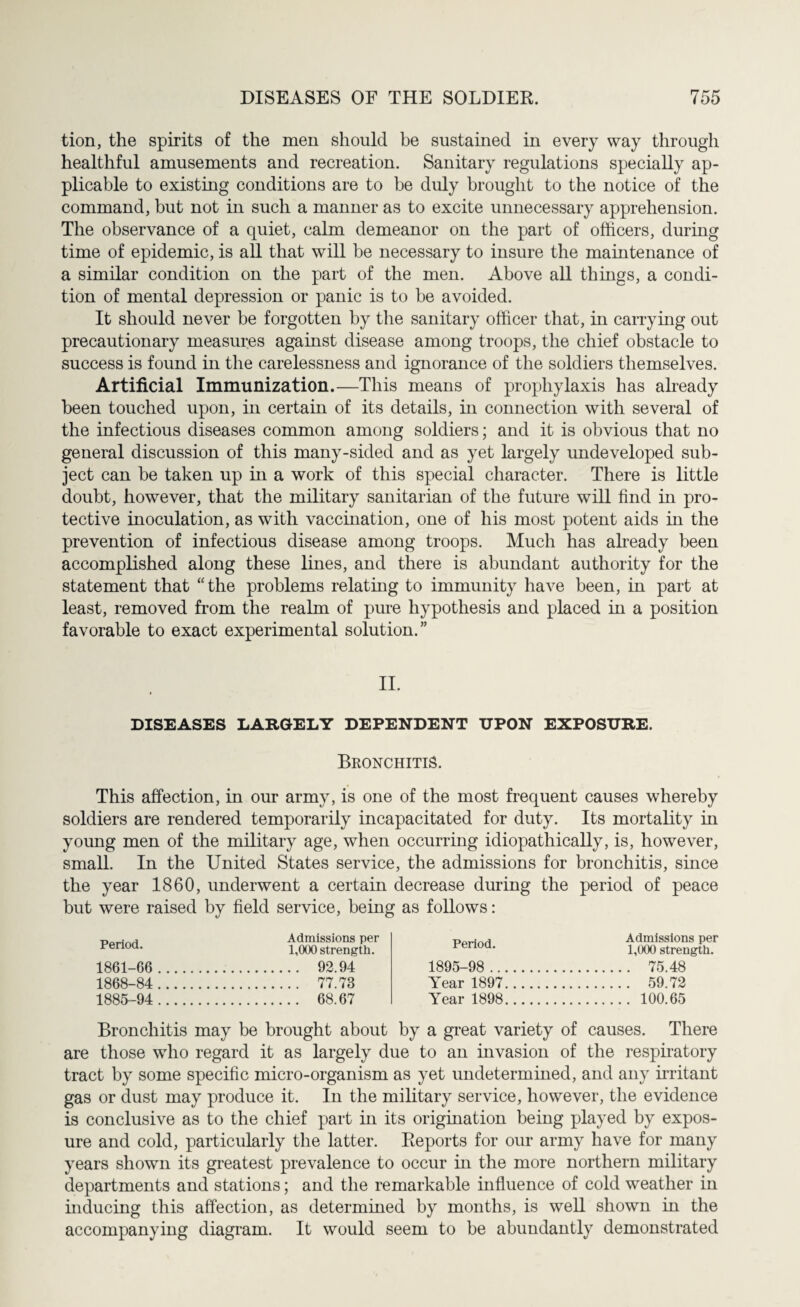 DISEASES OF THE SOLDIER. 755
tion, the spirits of the men should be sustained in every way through
healthful amusements and recreation. Sanitary regulations specially ap-
plicable to existing conditions are to be duly brought to the notice of the
command, but not in such a manner as to excite unnecessary apprehension.
The observance of a quiet, calm demeanor on the part of officers, during
time of epidemic, is all that will be necessary to insure the maintenance of
a similar condition on the part of the men. Above all things, a condi-
tion of mental depression or panic is to be avoided.
It should never be forgotten by the sanitary officer that, in carrying out
precautionary measures against disease among troops, the chief obstacle to
success is found in the carelessness and ignorance of the soldiers themselves.
Artificial Immunization.—This means of prophylaxis has already
been touched upon, in certain of its details, in connection with several of
the infectious diseases common among soldiers; and it is obvious that no
general discussion of this many-sided and as yet largely undeveloped sub-
ject can be taken up in a work of this special character. There is little
doubt, however, that the military sanitarian of the future will find in pro-
tective inoculation, as with vaccination, one of his most potent aids in the
prevention of infectious disease among troops. Much has already been
accomplished along these lines, and there is abundant authority for the
statement that “the problems relating to immunity have been, in part at
least, removed from the realm of pure hypothesis and placed in a position
favorable to exact experimental solution.”
II.
DISEASES LARGELY DEPENDENT UPON EXPOSURE.
BRONCHITIS.
This affection, in our army, is one of the most frequent causes whereby
soldiers are rendered temporarily incapacitated for duty. Its mortality in
young men of the military age, when occurring idiopathically, is, however,
small. In the United States service, the admissions for bronchitis, since
the year 1860, underwent a certain decrease during the period of peace
but were raised by field service, being as follows:
Period. Admissions per 1,000 strength.
1861-66 .................... 92.94
1868-84 .................... 77.73
1885-94 .................... 68.67
Period. Admissions per 1,000 strength.
1895-98 .................... 75.48
Year 1897.................. 59.72
Year 1898.................. 100.65
Bronchitis may be brought about by a great variety of causes. There
are those who regard it as largely due to an invasion of the respiratory
tract by some specific micro-organism as yet undetermined, and any irritant
gas or dust may produce it. In the military service, however, the evidence
is conclusive as to the chief part in its origination being played by expos-
ure and cold, particularly the latter. Reports for our army have for many
years shown its greatest prevalence to occur in the more northern military
departments and stations; and the remarkable influence of cold weather in
inducing this affection, as determined by months, is well shown in the
accompanying diagram. It would seem to be abundantly demonstrated